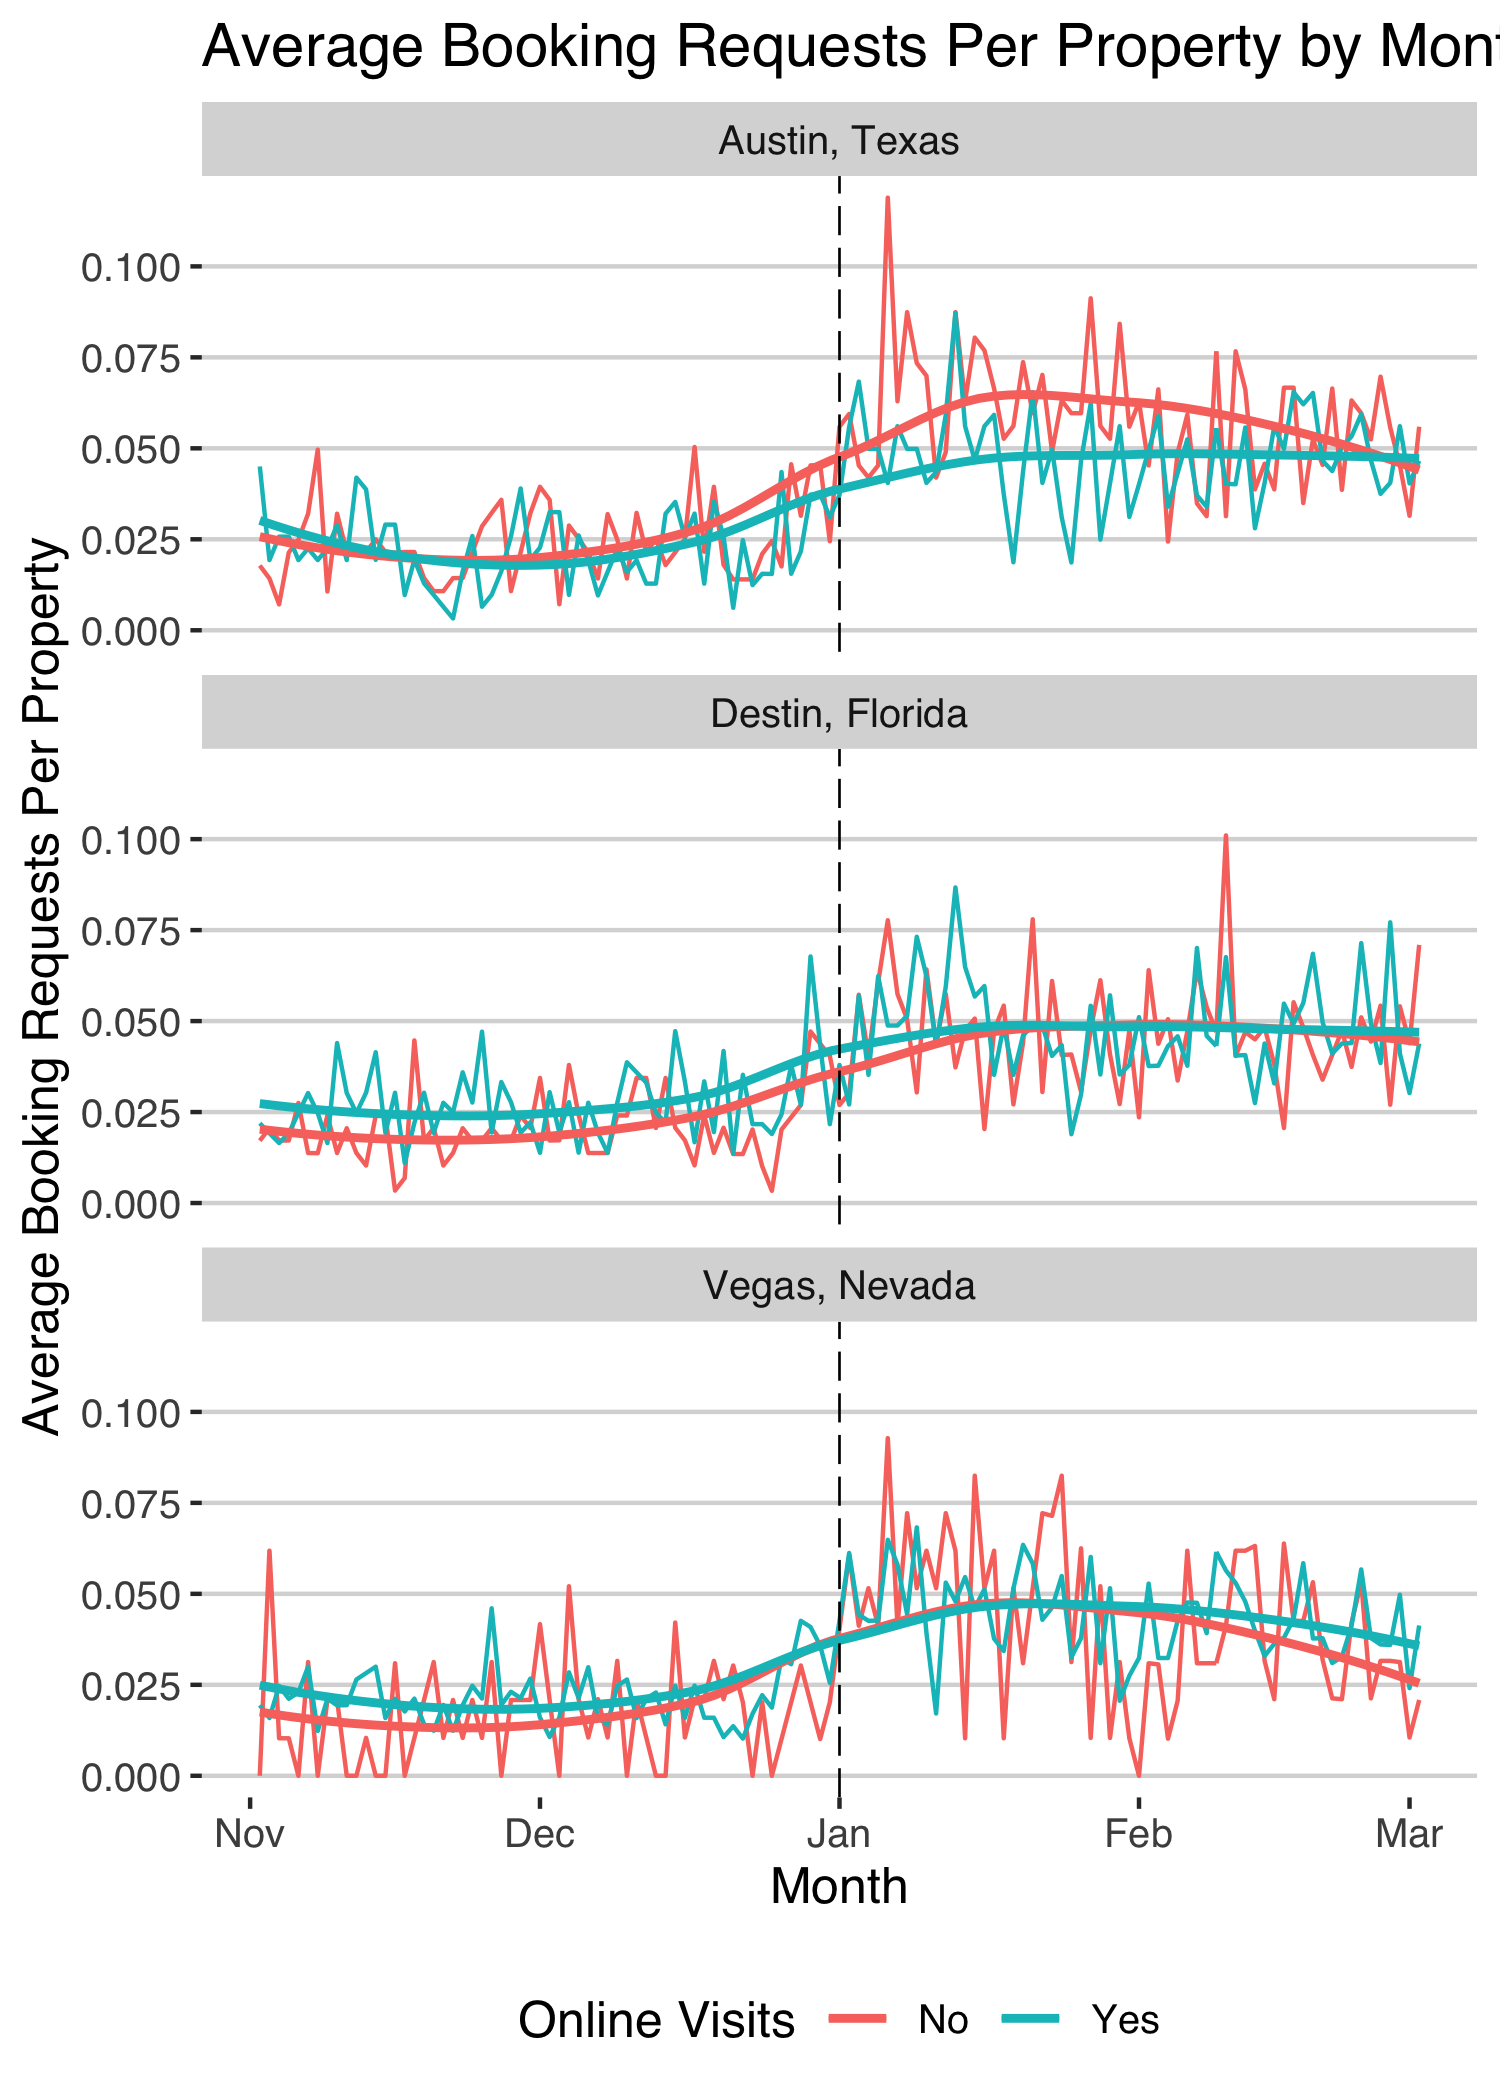 Average Booking Requests Per Property by Mont
Austin, Texas
0.100
0.075
0.050
0.025
0.000
Destin, Florida
0.100
0.075
0.050
0.025
0.000
Vegas, Nevada
0.100
0.075
0.050
0.025
0.000
Average Booking Requests Per Property
Nov Dec Jan Feb Mar
Month
Online Visits No Yes